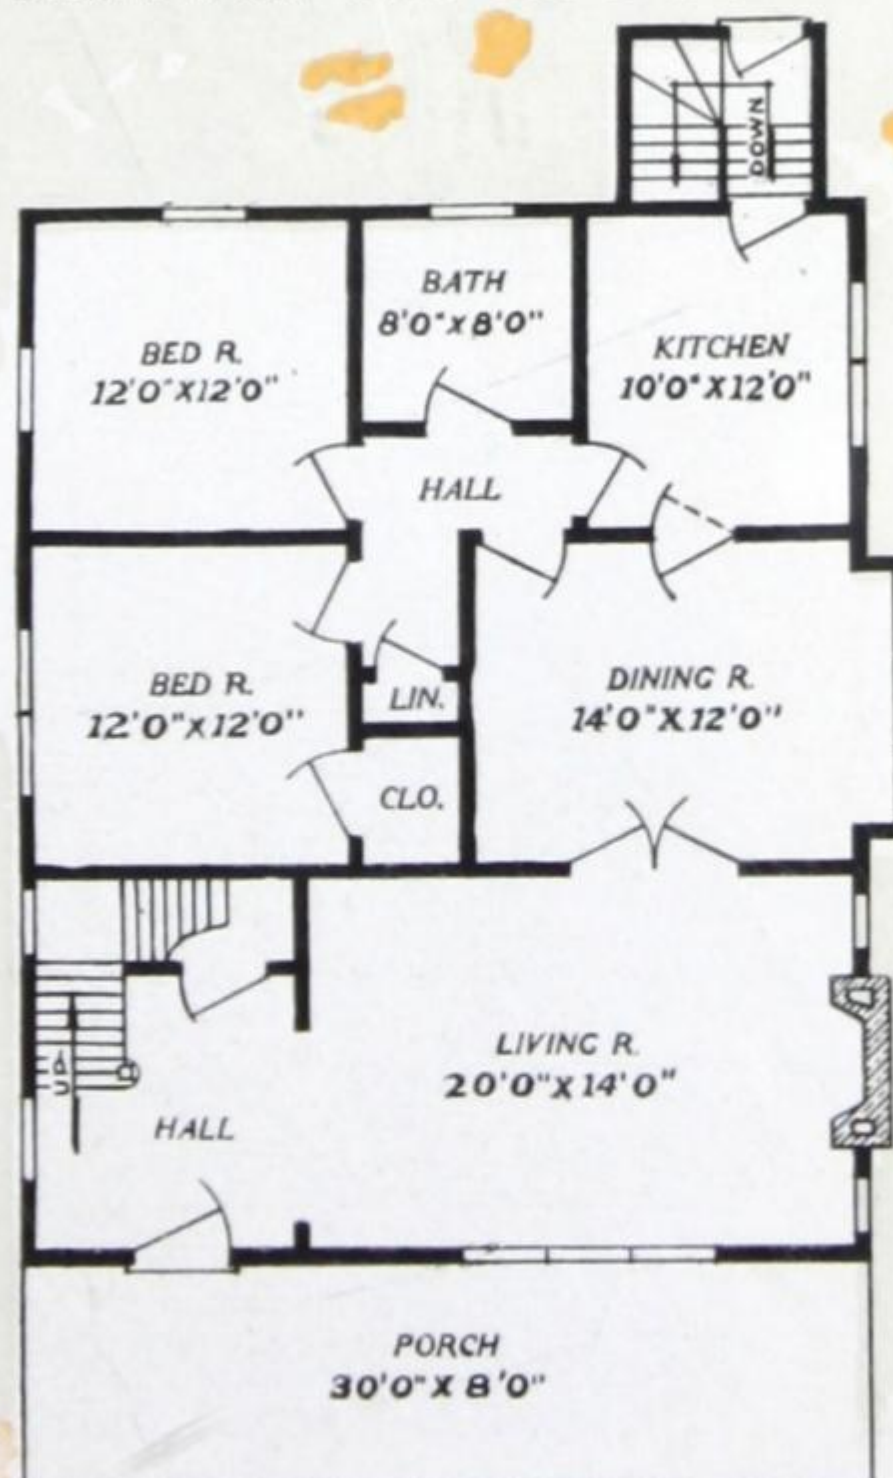 DOWN
BATH
8'0"X8'0"
BED R.
12'0"X12'0"
KITCHEN
10'0"X12'0"
HALL
BED R.
12'0"X12'0"
LIN.
DINING R.
14'0"X12'0"
CLO.
LIVING R.
20'0"X14'0"
UP
HALL
PORCH
30'0"X8'0"